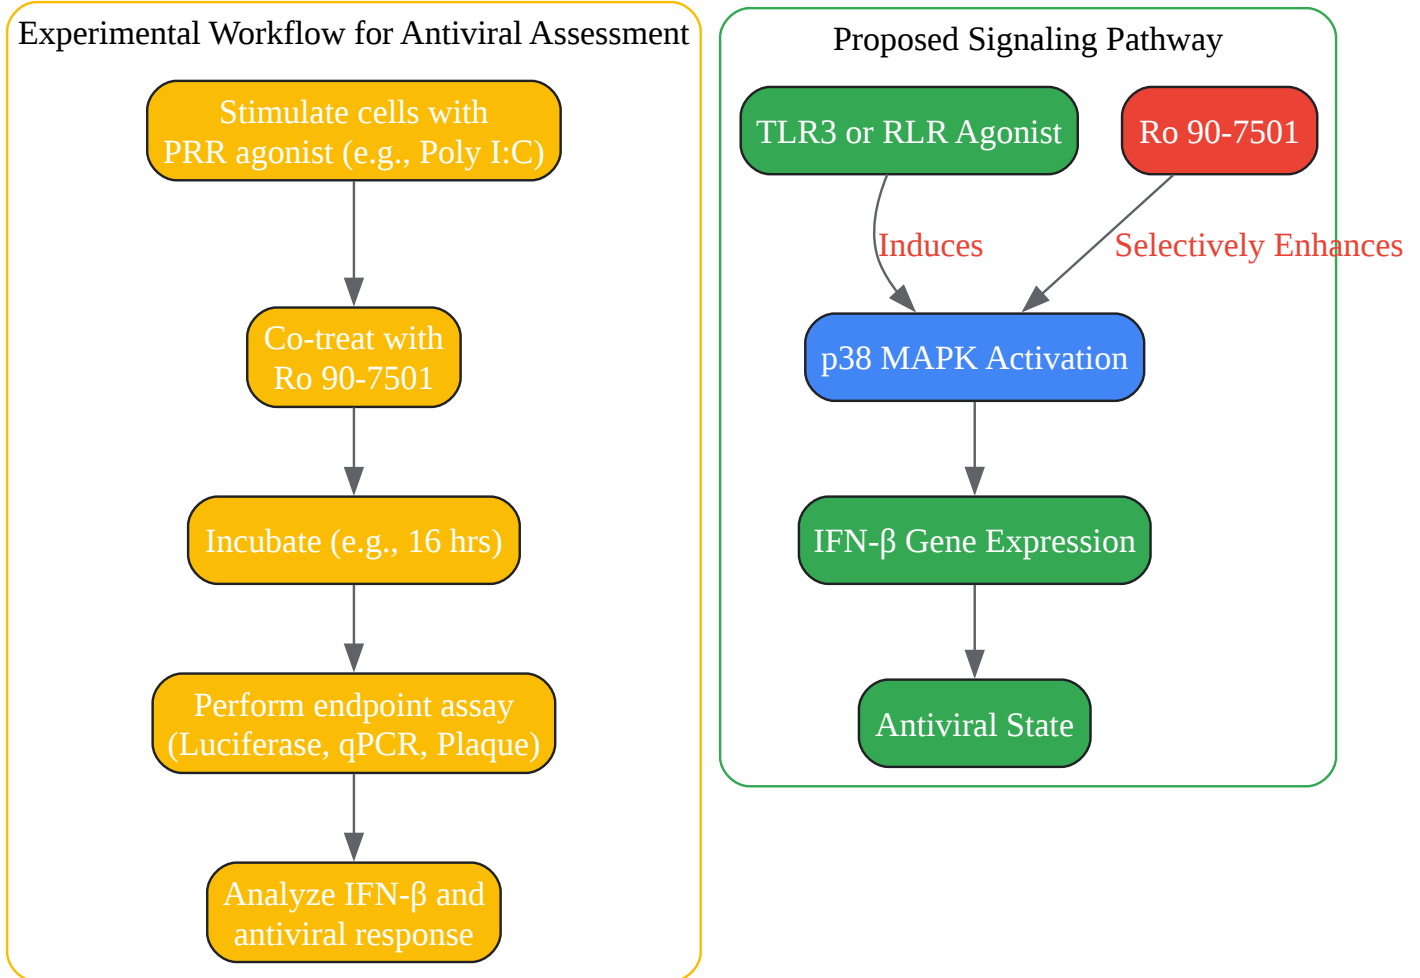 Experimental Workflow for Antiviral Assessment
Stimulate cells with
PRR agonist (e.g., Poly I:C)
Co-treat with
Ro 90-7501
Incubate (e.g., 16 hrs)
Perform endpoint assay
(Luciferase, qPCR, Plaque)
Analyze IFN-β and
antiviral response
Proposed Signaling Pathway
TLR3 or RLR Agonist
Ro 90-7501
Induces
Selectively Enhances
p38 MAPK Activation
IFN-β Gene Expression
Antiviral State